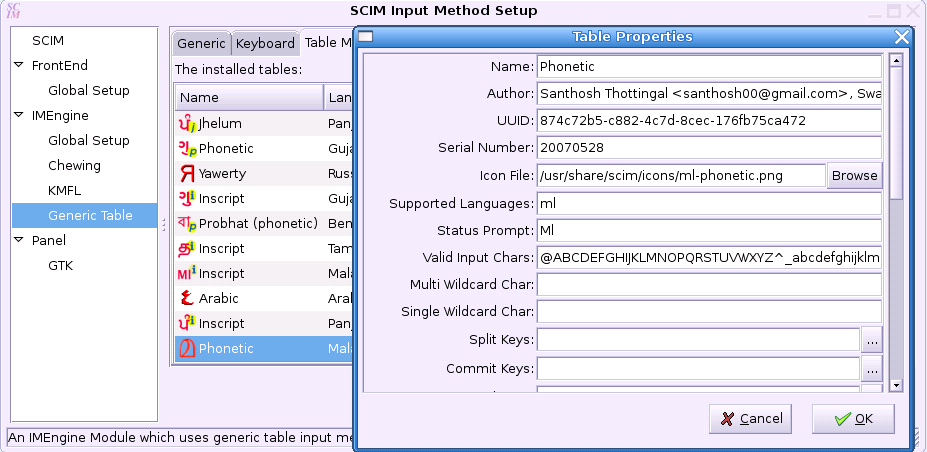 SCIM Input Method Setup
SCIM
FrontEnd
Global Setup
IMEngine
Global Setup
Chewing
KMFL
Generic Table
Panel
GTK
Generic
Keyboard
Table M
The installed tables:
Name Lan
Jhelum Panj
Phonetic Guja
Yawerty Russ
Inscript Guja
Probhat (phonetic) Ben
Inscript Tam
Inscript Mala
Arabic Arab
Inscript Panj
Phonetic Mala
An IMEngine Module which uses generic table input me
Table Properties
Name: Phonetic
Author: Santhosh Thottingal <santhosh00@gmail.com>, Swa
UUID: 874c72b5-c882-4c7d-8cec-176fb75ca472
Serial Number: 20070528
Icon File: /usr/share/scim/icons/ml-phonetic.png Browse
Supported Languages: ml
Status Prompt: Ml
Valid Input Chars: @ABCDEFGHIJKLMNOPQRSTUVWXYZ^_abcdefghijklm
Multi Wildcard Char:
Single Wildcard Char:
Split Keys: ...
Commit Keys: ...
Cancel
OK